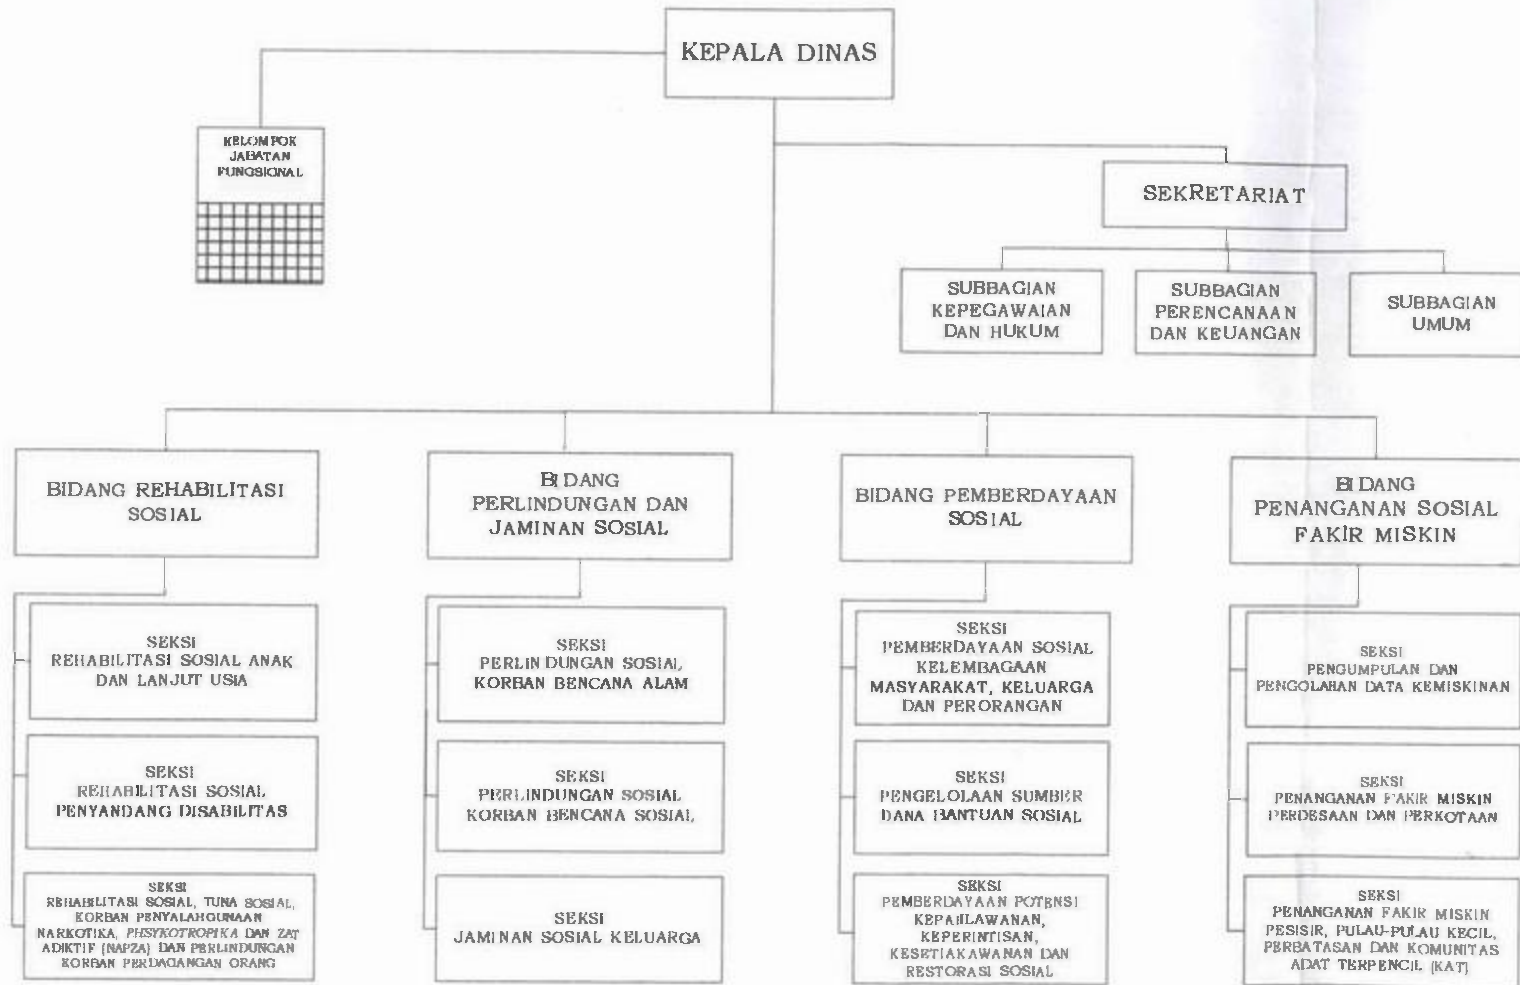 KEPALA DINAS
KELOMPOK
JABATAN
FUNGSIONAL
SEKRETARIAT
SUBBAGIAN
KEPEGAWAIAN
DAN HUKUM
SUBBAGIAN
PERENCANAAN
DAN KEUANGAN
SUBBAGIAN
UMUM
BIDANG REHABILITASI
SOSIAL
BIDANG
PERLINDUNGAN DAN
JAMINAN SOSIAL
BIDANG PEMBERDAYAAN
SOSIAL
BIDANG
PENANGANAN SOSIAL
FAKIR MISKIN
SEKSI
REHABILITASI SOSIAL ANAK
DAN LANJUT USIA
SEKSI
PERLINDUNGAN SOSIAL
KORBAN BENCANA ALAM
SEKSI
PEMBERDAYAAN SOSIAL
KELEMBAGAAN
MASYARAKAT, KELUARGA
DAN PERORANGAN
SEKSI
PENGUMPULAN DAN
PENGOLAHAN DATA KEMISKINAN
SEKSI
REHABILITASI SOSIAL
PENYANDANG DISABILITAS
SEKSI
PERLINDUNGAN SOSIAL
KORBAN BENCANA SOSIAL
SEKSI
PENGELOLAAN SUMBER
DANA BANTUAN SOSIAL
SEKSI
PENANGANAN FAKIR MISKIN
PERDESAAN DAN PERKOTAAN
SEKSI
REHABILITASI SOSIAL, TUNA SOSIAL,
KORBAN PENYALAHGUNAAN
NARKOTIKA, PHSYKOTROPIKA DAN ZAT
ADIKTIF (NAPZA) DAN PERLINDUNGAN
KORBAN PERDAGANGAN ORANG
SEKSI
JAMINAN SOSIAL KELUARGA
SEKSI
PEMBERDAYAAN POTENSI
KEPAHLAWANAN,
KEPERINTISAN,
KESETIAKAWANAN DAN
RESTORASI SOSIAL
SEKSI
PENANGANAN FAKIR MISKIN
PESISIR, PULAU-PULAU KECIL,
PERBATASAN DAN KOMUNITAS
ADAT TERPENCIL (KAT)